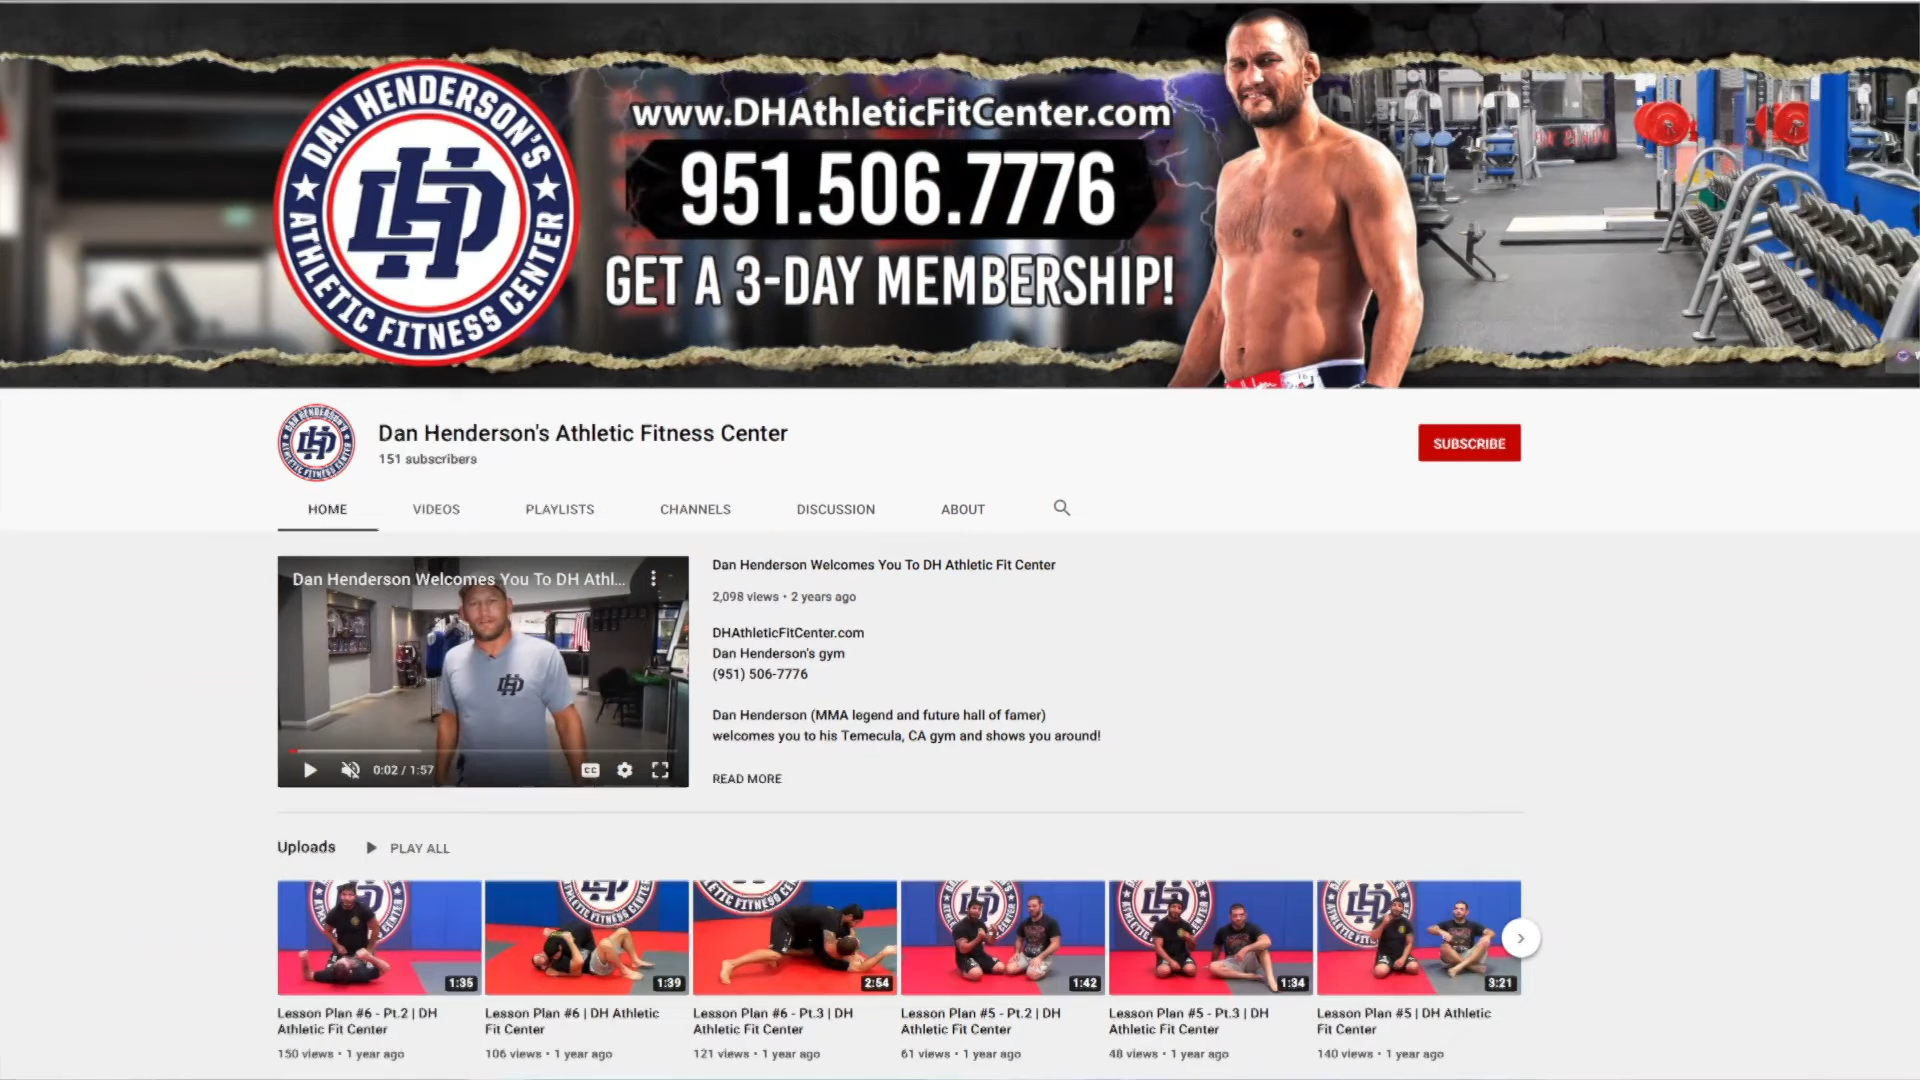 DAN HENDERSON'S
ATHLETIC FITNESS CENTER
DH
www.DHAthleticFitCenter.com
951.506.7776
GET A 3-DAY MEMBERSHIP!
Dan Henderson's Athletic Fitness Center
151 subscribers
SUBSCRIBE
HOME VIDEOS PLAYLISTS CHANNELS DISCUSSION ABOUT
Dan Henderson Welcomes You To DH Athl...
0:02 / 1:57
CC
Dan Henderson Welcomes You To DH Athletic Fit Center
2,098 views • 2 years ago
DHAthleticFitCenter.com
Dan Henderson's gym
(951) 506-7776
Dan Henderson (MMA legend and future hall of famer)
welcomes you to his Temecula, CA gym and shows you around!
READ MORE
Uploads PLAY ALL
1:35 1:39 2:54 1:42 1:34 3:21
Lesson Plan #6 - Pt.2 | DH
Athletic Fit Center
150 views • 1 year ago
Lesson Plan #6 | DH Athletic
Fit Center
106 views • 1 year ago
Lesson Plan #6 - Pt.3 | DH
Athletic Fit Center
121 views • 1 year ago
Lesson Plan #5 - Pt.2 | DH
Athletic Fit Center
61 views • 1 year ago
Lesson Plan #5 - Pt.3 | DH
Athletic Fit Center
48 views • 1 year ago
Lesson Plan #5 | DH Athletic
Fit Center
140 views • 1 year ago